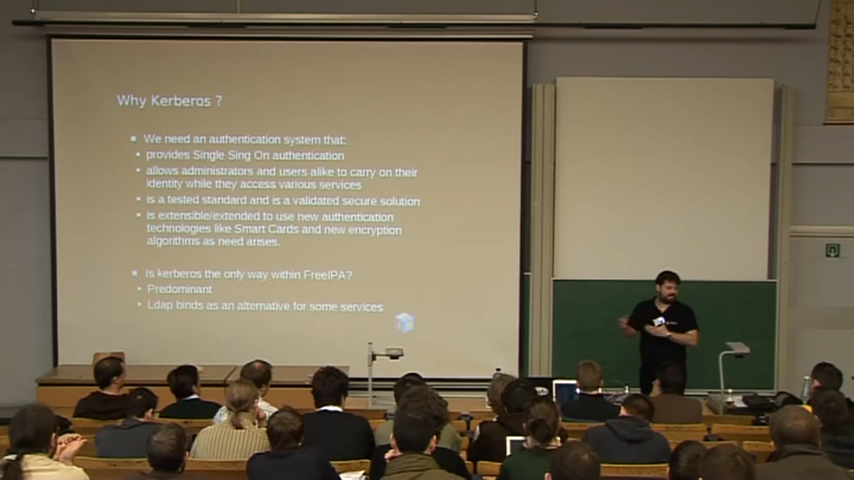 Why Kerberos ?
We need an authentication system that:
provides Single Sing On authentication
allows administrators and users alike to carry on their
identity while they access various services
is a tested standard and is a validated secure solution
is extensible/extended to use new authentication
technologies like Smart Cards and new encryption
algorithms as need arises.
Is kerberos the only way within FreeIPA?
Predominant
Ldap binds as an alternative for some services